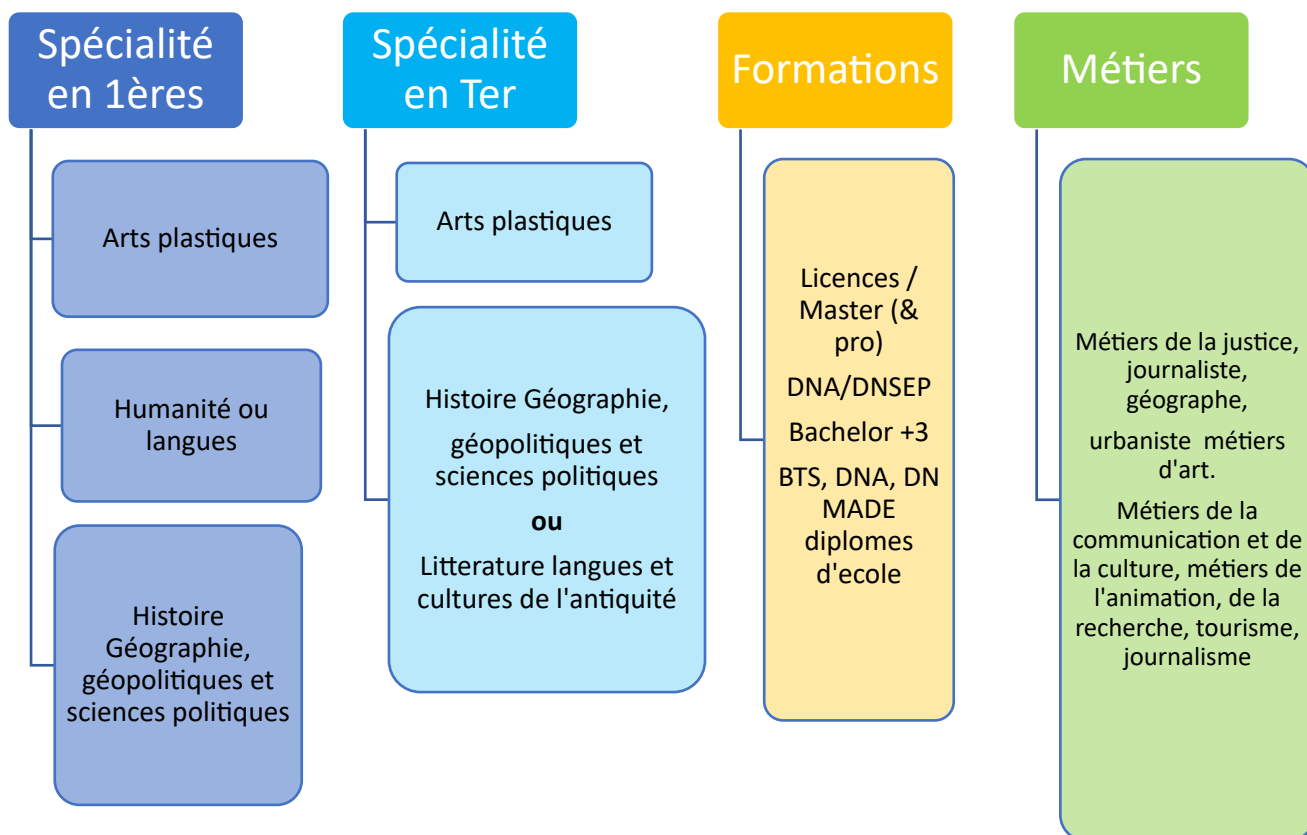 Spécialité
en 1ères
Arts plastiques
Humanité ou
langues
Histoire
Géographie,
géopolitiques et
sciences politiques
Spécialité
en Ter
Arts plastiques
Histoire Géographie,
géopolitiques et
sciences politiques
ou
Litterature langues et
cultures de l'antiquité
Formations
Licences /
Master (&
pro)
DNA/DNSEP
Bachelor +3
BTS, DNA, DN
MADE
diplomes
d'ecole
Métiers
Métiers de la justice,
journaliste,
géographe,
urbaniste  métiers
d'art.
Métiers de la
communication et de
la culture, métiers de
l'animation, de la
recherche, tourisme,
journalisme